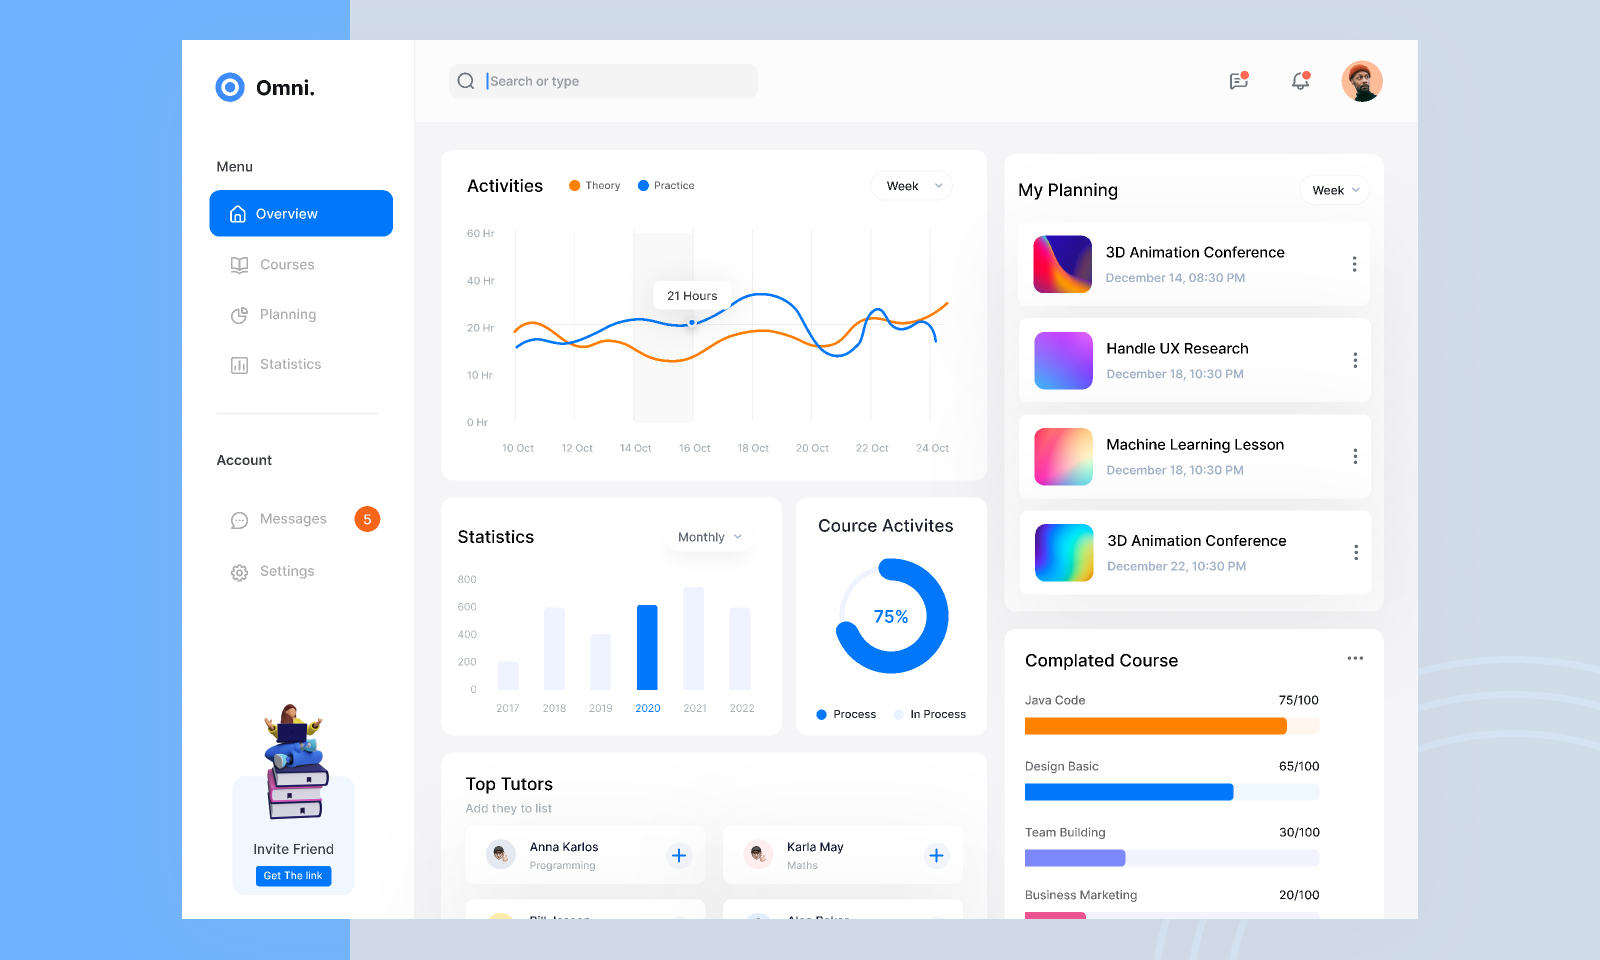 Omni.
Search or type
Menu
Overview
Courses
Planning
Statistics
Account
Messages 5
Settings
Invite Friend
Get The link
Activities Theory Practice Week
60 Hr
40 Hr
20 Hr
10 Hr
0 Hr
21 Hours
10 Oct 12 Oct 14 Oct 16 Oct 18 Oct 20 Oct 22 Oct 24 Oct
Statistics Monthly
800
600
400
200
0
2017 2018 2019 2020 2021 2022
Cource Activites
75%
Process In Process
Top Tutors
Add they to list
Anna Karlos
Programming
Karla May
Maths
My Planning Week
3D Animation Conference
December 14, 08:30 PM
Handle UX Research
December 18, 10:30 PM
Machine Learning Lesson
December 18, 10:30 PM
3D Animation Conference
December 22, 10:30 PM
Complated Course
Java Code 75/100
Design Basic 65/100
Team Building 30/100
Business Marketing 20/100